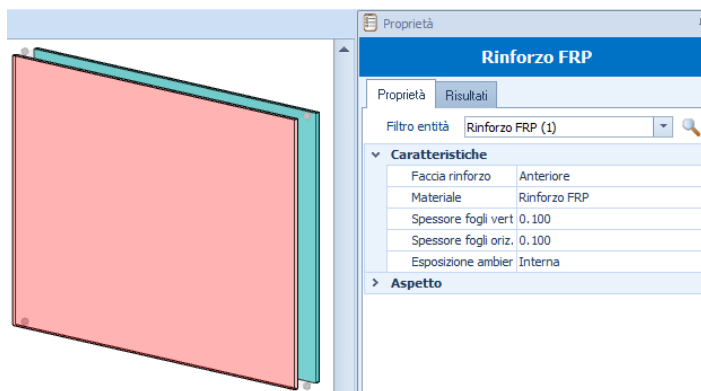 Proprietà
Rinforzo FRP
Proprietà Risultati
Filtro entità Rinforzo FRP (1)
Caratteristiche
Faccia rinforzo Anteriore
Materiale Rinforzo FRP
Spessore fogli vert 0.100
Spessore fogli oriz. 0.100
Esposizione ambier Interna
Aspetto